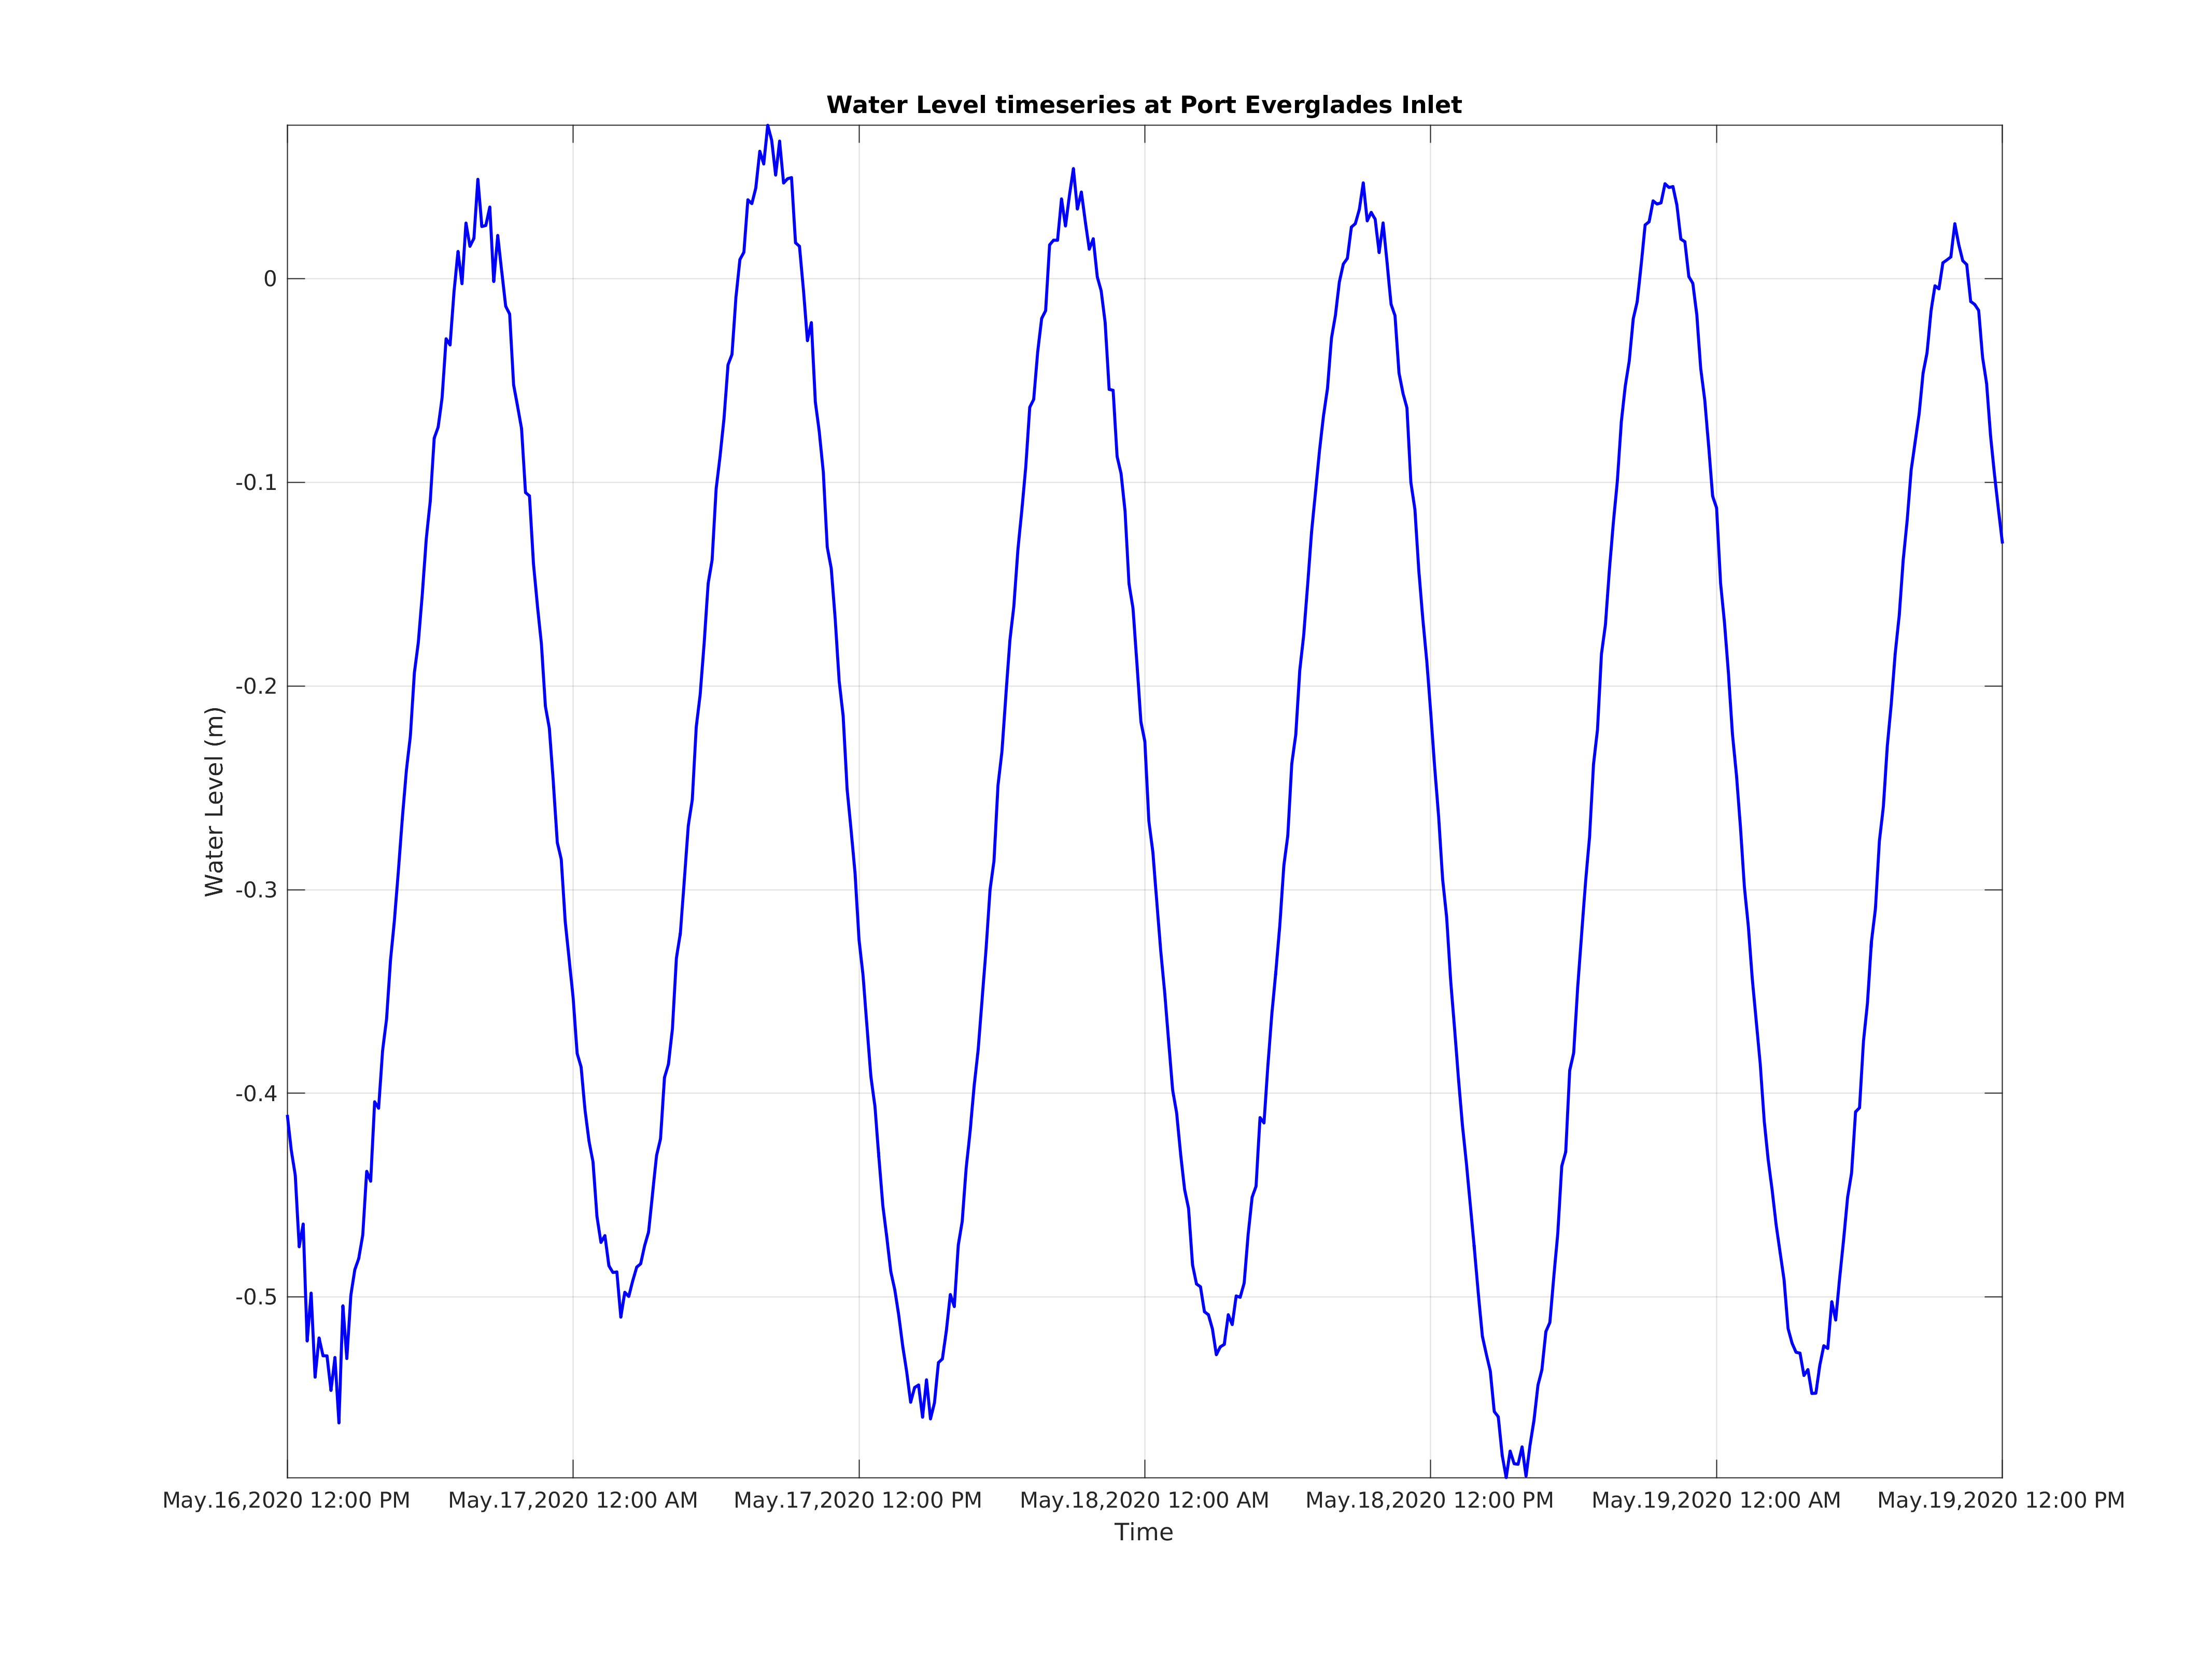 Water Level timeseries at Port Everglades Inlet
0
-0.1
-0.2
-0.3
-0.4
-0.5
Water Level (m)
May.16,2020 12:00 PM May.17,2020 12:00 AM May.17,2020 12:00 PM May.18,2020 12:00 AM May.18,2020 12:00 PM May.19,2020 12:00 AM May.19,2020 12:00 PM
Time